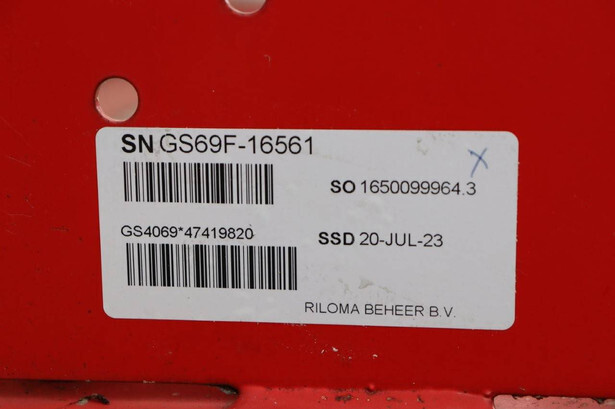 SN GS69F-16561
SO 1650099964.3
GS4069*47419820
SSD 20-JUL-23
RILOMA BEHEER B.V.